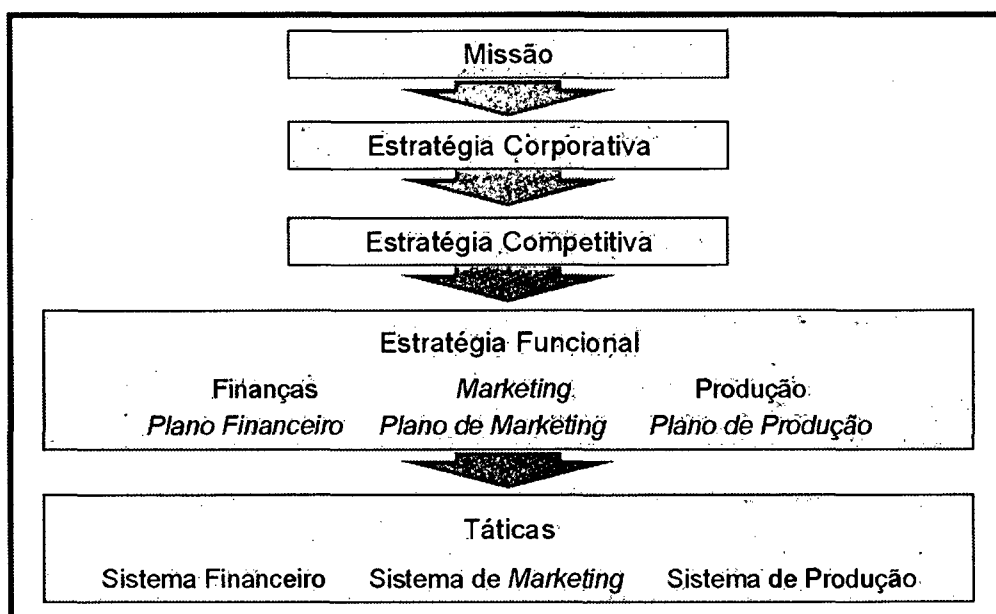 Missão
Estratégia Corporativa
Estratégia Competitiva
Estratégia Funcional
Finanças Marketing Produção
Plano Financeiro Plano de Marketing Plano de Produção
Táticas
Sistema Financeiro Sistema de Marketing Sistema de Produção